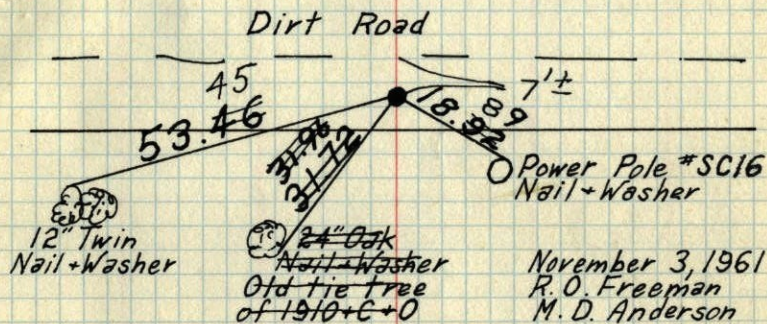 Dirt Road
45
53.46
7'±
89
18.92
31.96
31.72
Power Pole #SC16
Nail + Washer
12" Twin
Nail + Washer
24" Oak
Nail + Washer
Old tie tree
of 1910+C+O
November 3, 1961
R.O. Freeman
M.D. Anderson